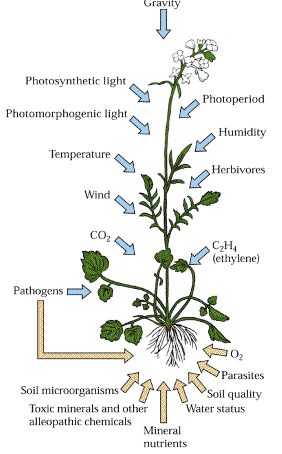 Gravity
Photosynthetic light
Photoperiod
Photomorphogenic light
Humidity
Temperature
Herbivores
Wind
CO2
C2H4
(ethylene)
Pathogens
O2
Parasites
Soil microorganisms
Soil quality
Toxic minerals and other
alleopathic chemicals
Water status
Mineral
nutrients